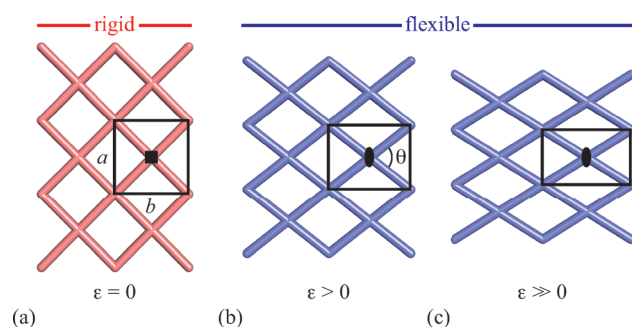 rigid
flexible
a
b
θ
ε = 0
ε > 0
ε ≫ 0
(a)
(b)
(c)